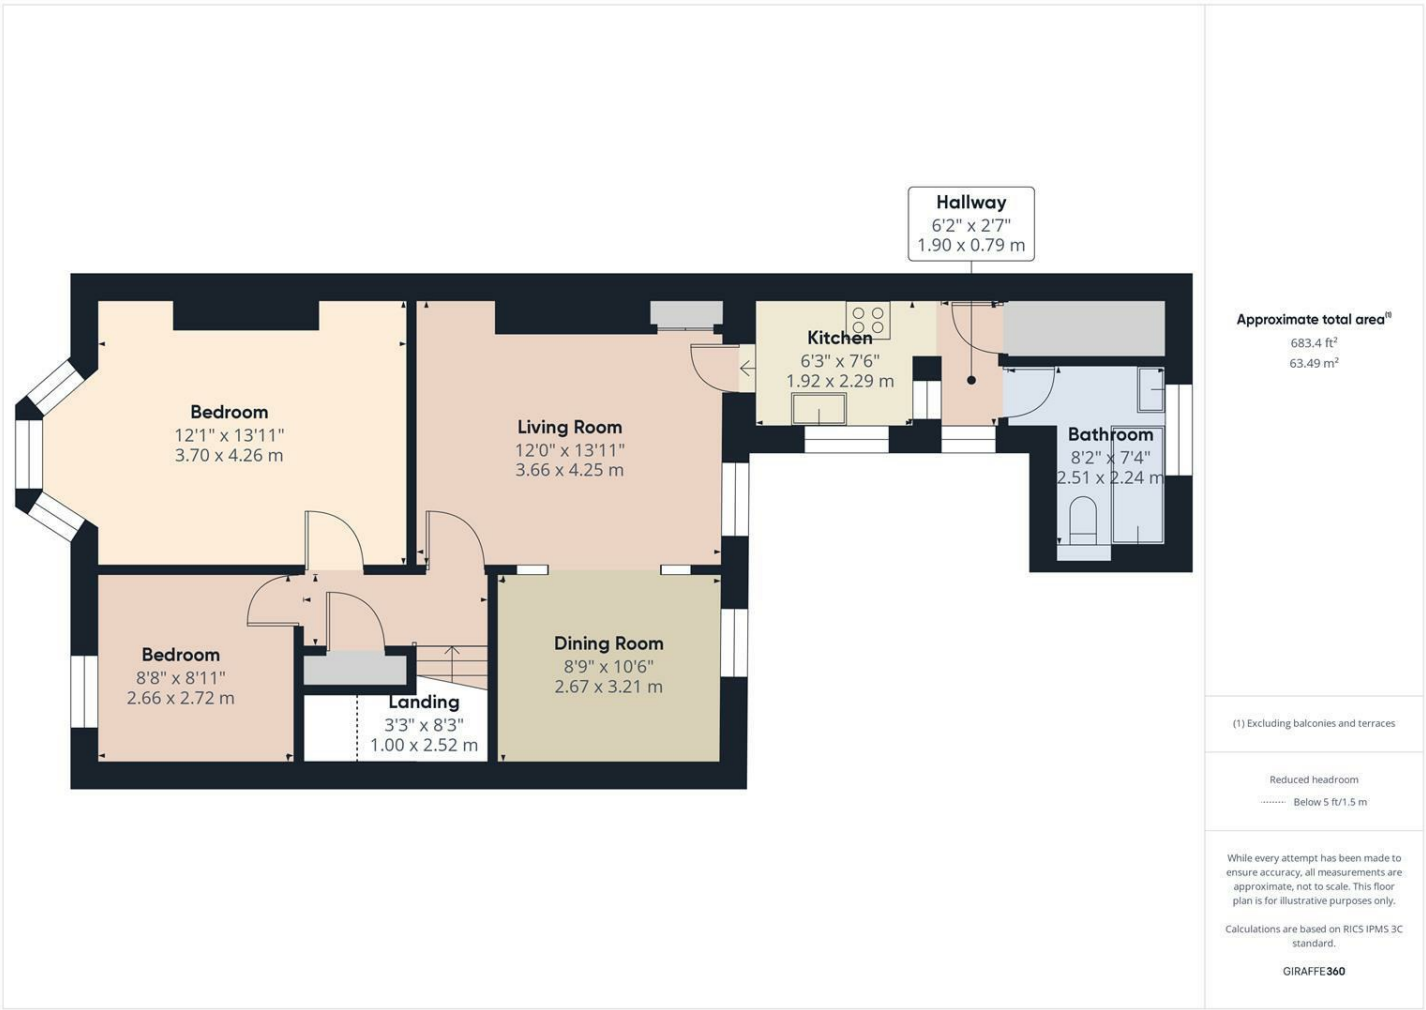 Hallway
6'2" x 2'7"
1.90 x 0.79 m
Kitchen
6'3" x 7'6"
1.92 x 2.29 m
Bedroom
12'1" x 13'11"
3.70 x 4.26 m
Living Room
12'0" x 13'11"
3.66 x 4.25 m
Bathroom
8'2" x 7'4"
2.51 x 2.24 m
Bedroom
8'8" x 8'11"
2.66 x 2.72 m
Dining Room
8'9" x 10'6"
2.67 x 3.21 m
Landing
3'3" x 8'3"
1.00 x 2.52 m
Approximate total area(1)
683.4 ft²
63.49 m²
(1) Excluding balconies and terraces
Reduced headroom
Below 5 ft/1.5 m
While every attempt has been made to
ensure accuracy, all measurements are
approximate, not to scale. This floor
plan is for illustrative purposes only.
Calculations are based on RICS IPMS 3C
standard.
GIRAFFE360